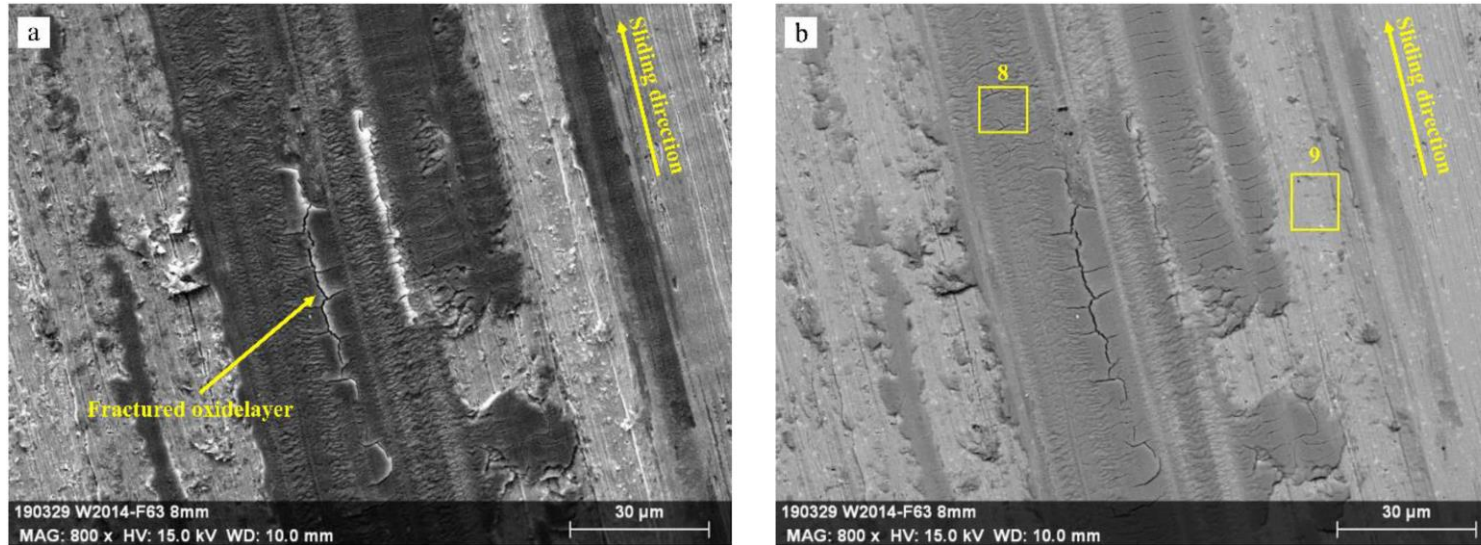 a
Sliding direction
Fractured oxidelayer
190329 W2014-F63 8mm
MAG: 800 x HV: 15.0 kV WD: 10.0 mm
30 µm
b
8
9
Sliding direction
190329 W2014-F63 8mm
MAG: 800 x HV: 15.0 kV WD: 10.0 mm
30 µm